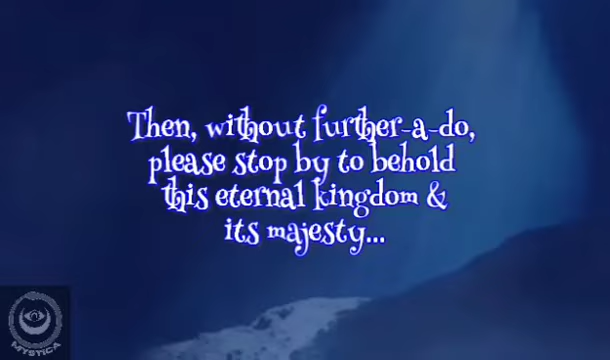 Then, without further-a-do,
please stop by to behold
this eternal kingdom &
its majesty...
MYSTICA